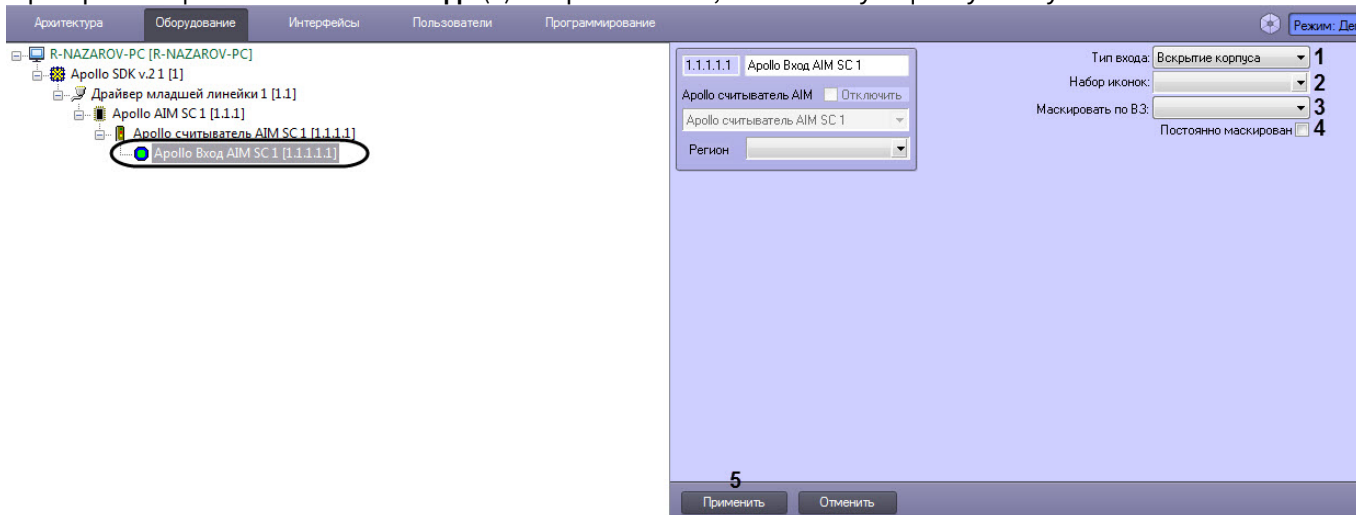 Архитектура Оборудование Интерфейсы Пользователи Программирование Режим: Де
R-NAZAROV-PC [R-NAZAROV-PC]
Apollo SDK v.2 1 [1]
Драйвер младшей линейки 1 [1.1]
Apollo AIM SC 1 [1.1.1]
Apollo считыватель AIM SC 1 [1.1.1.1]
Apollo Вход AIM SC 1 [1.1.1.1.1]
1.1.1.1.1 Apollo Вход AIM SC 1
Apollo считыватель AIM Отключить
Apollo считыватель AIM SC 1
Регион
Тип входа: Вскрытие корпуса 1
Набор иконок: 2
Маскировать по ВЗ: 3
Постоянно маскирован 4
5
Применить Отменить